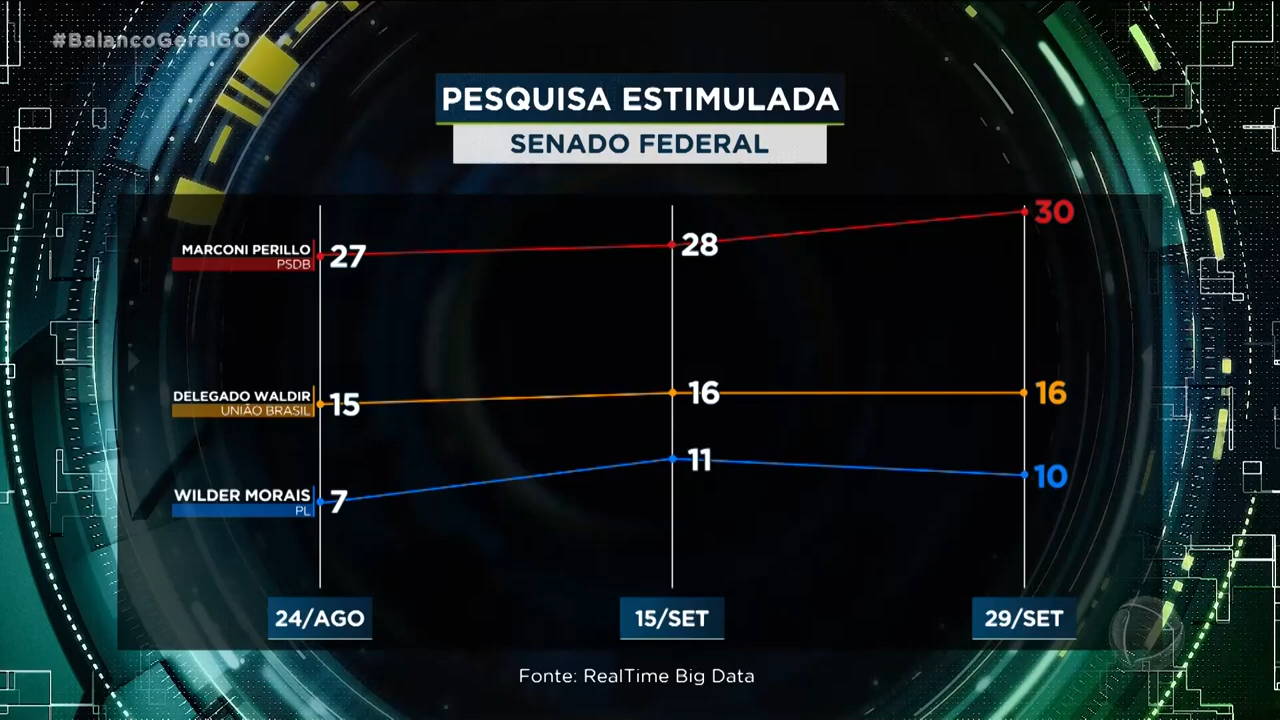 #BalancoGeralGO
PESQUISA ESTIMULADA
SENADO FEDERAL
MARCONI PERILLO
PSDB
27
28
30
DELEGADO WALDIR
UNIÃO BRASIL
15
16
16
WILDER MORAIS
PL
7
11
10
24/AGO
15/SET
29/SET
Fonte: RealTime Big Data